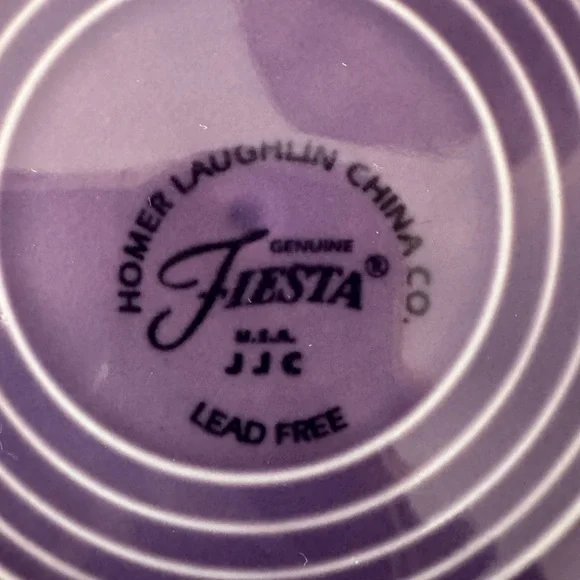 HOMER LAUGHLIN CHINA CO.
GENUINE
FIESTA®
U.S.A.
JJC
LEAD FREE